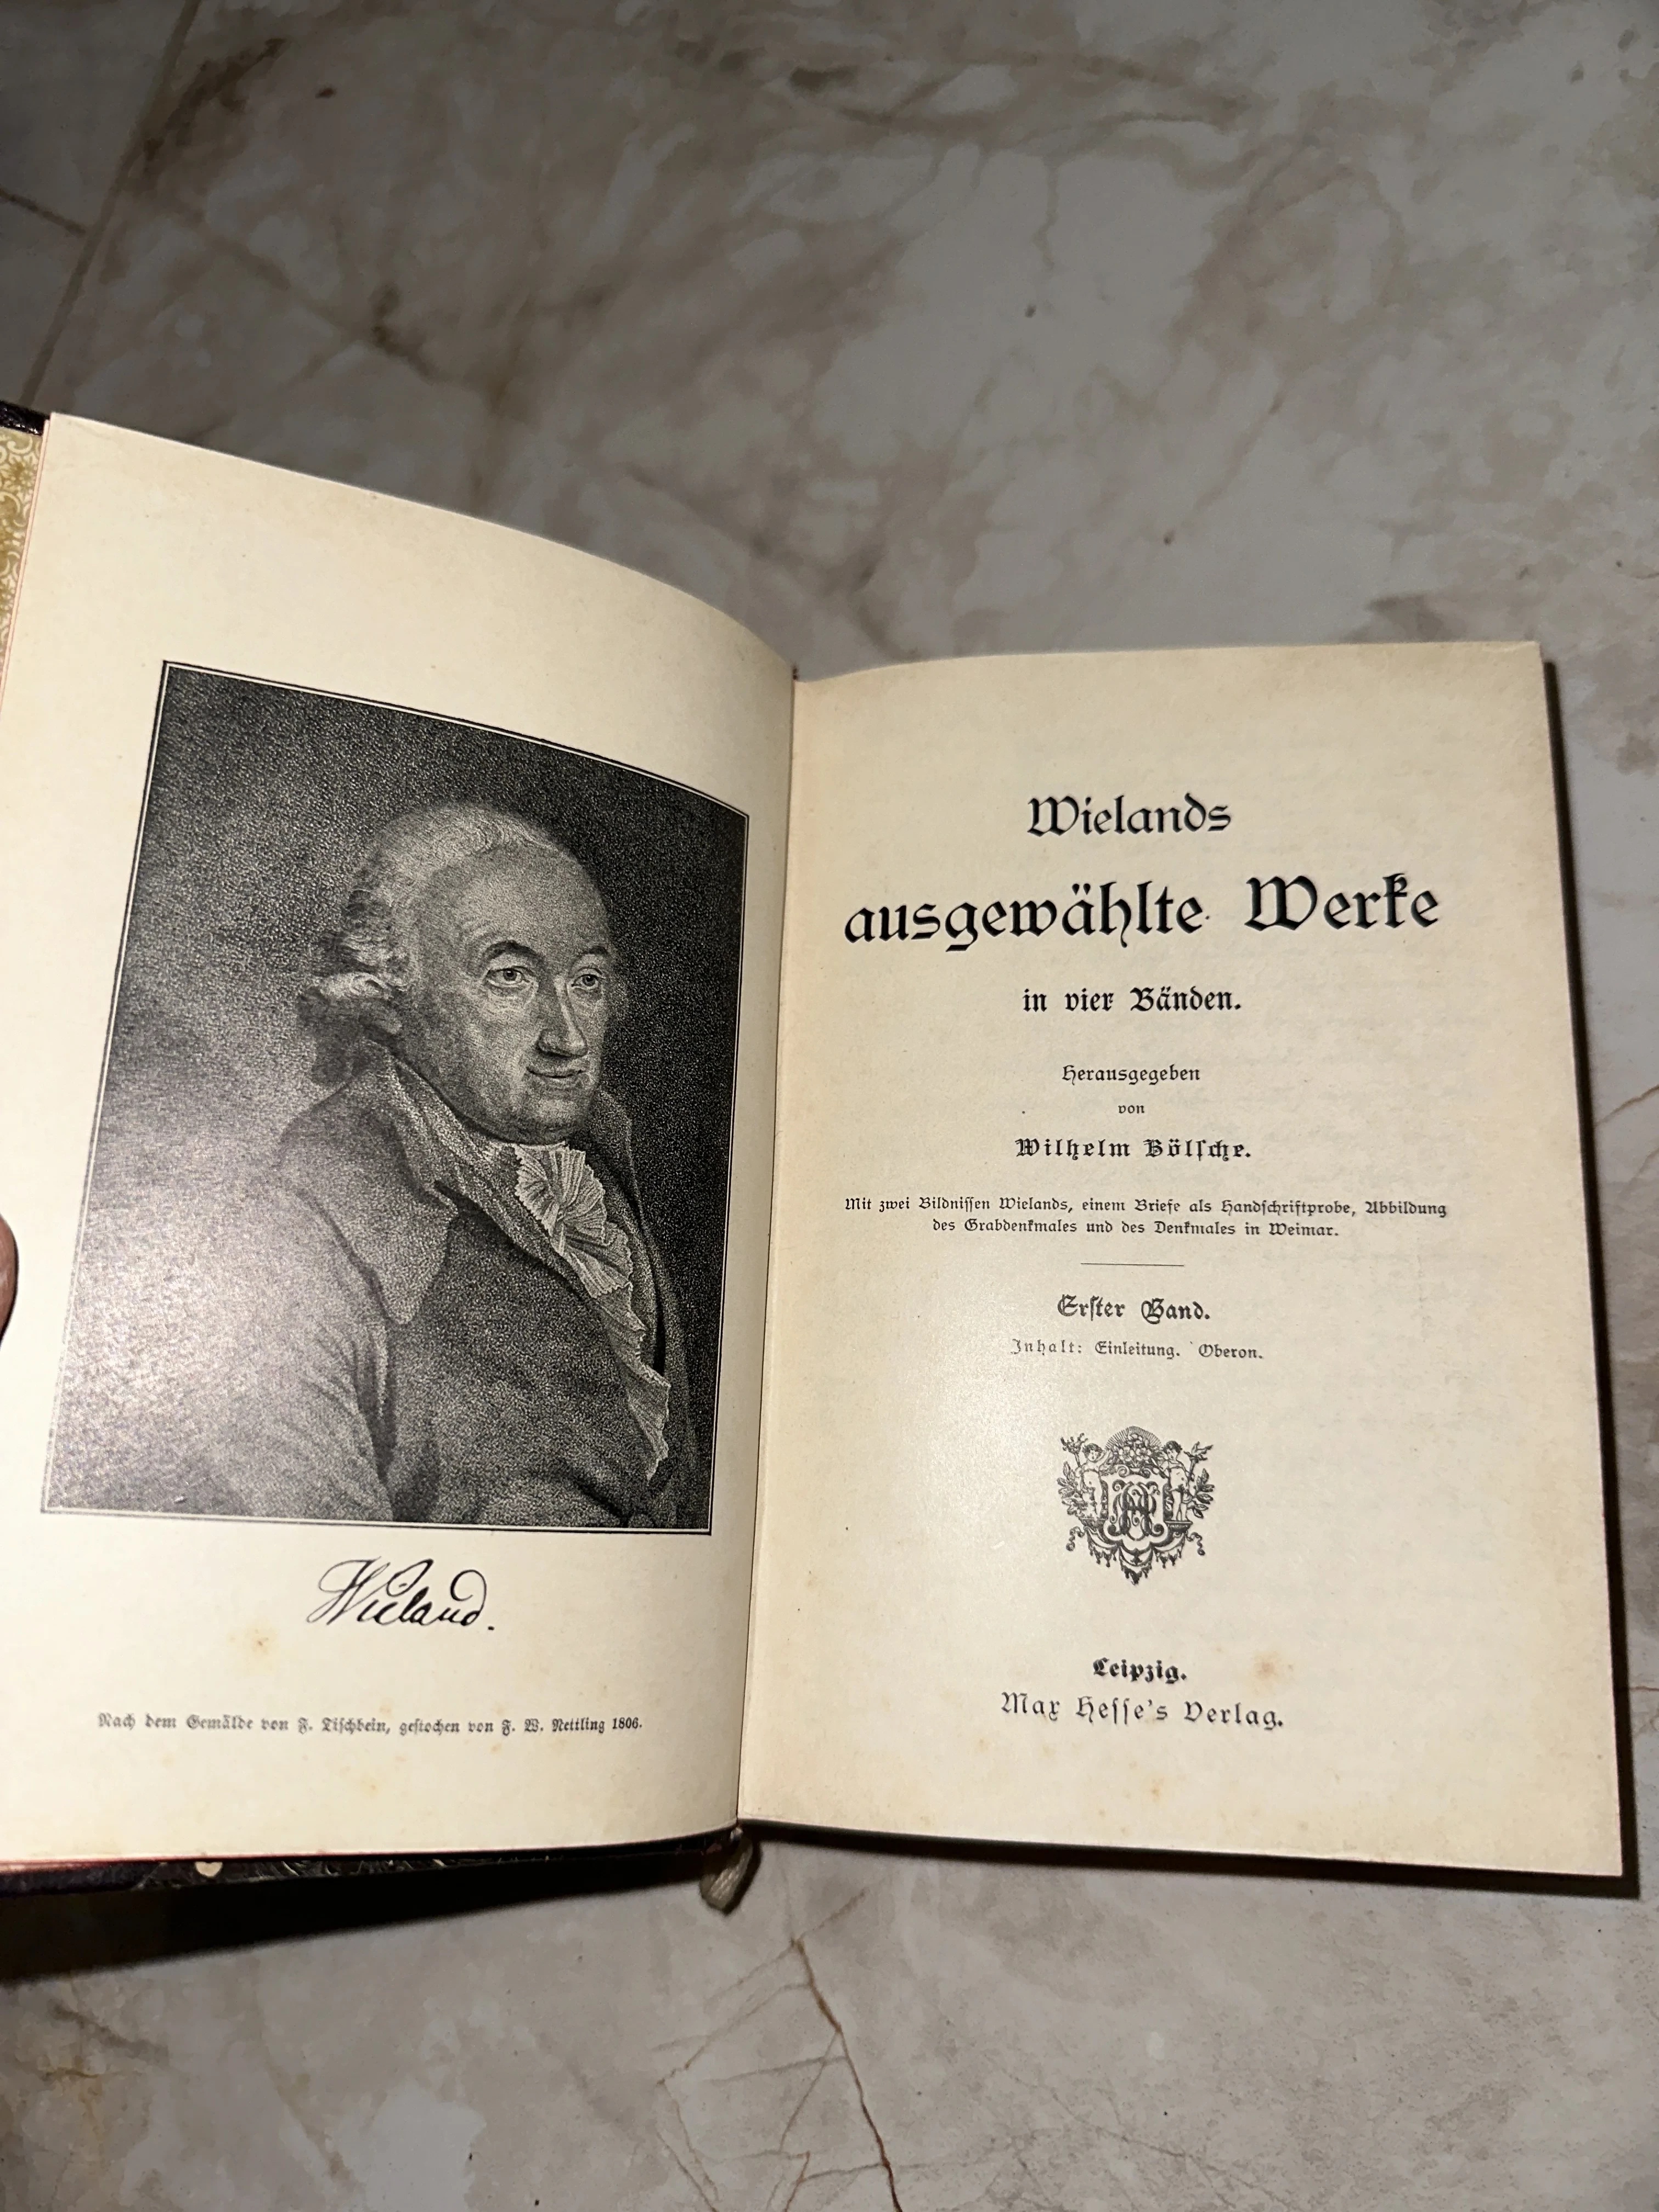 Wieland.
Nach dem Gemälde von F. Tischbein, gestochen von F. W. Nettling 1806.
Wielands
ausgewählte Werke
in vier Bänden.
Herausgegeben
von
Wilhelm Bölsche.
Mit zwei Bildnissen Wielands, einem Briefe als Handschriftprobe, Abbildung
des Grabdenkmales und des Denkmales in Weimar.
Erster Band.
Inhalt: Einleitung. Oberon.
Leipzig.
Max Hesse's Verlag.